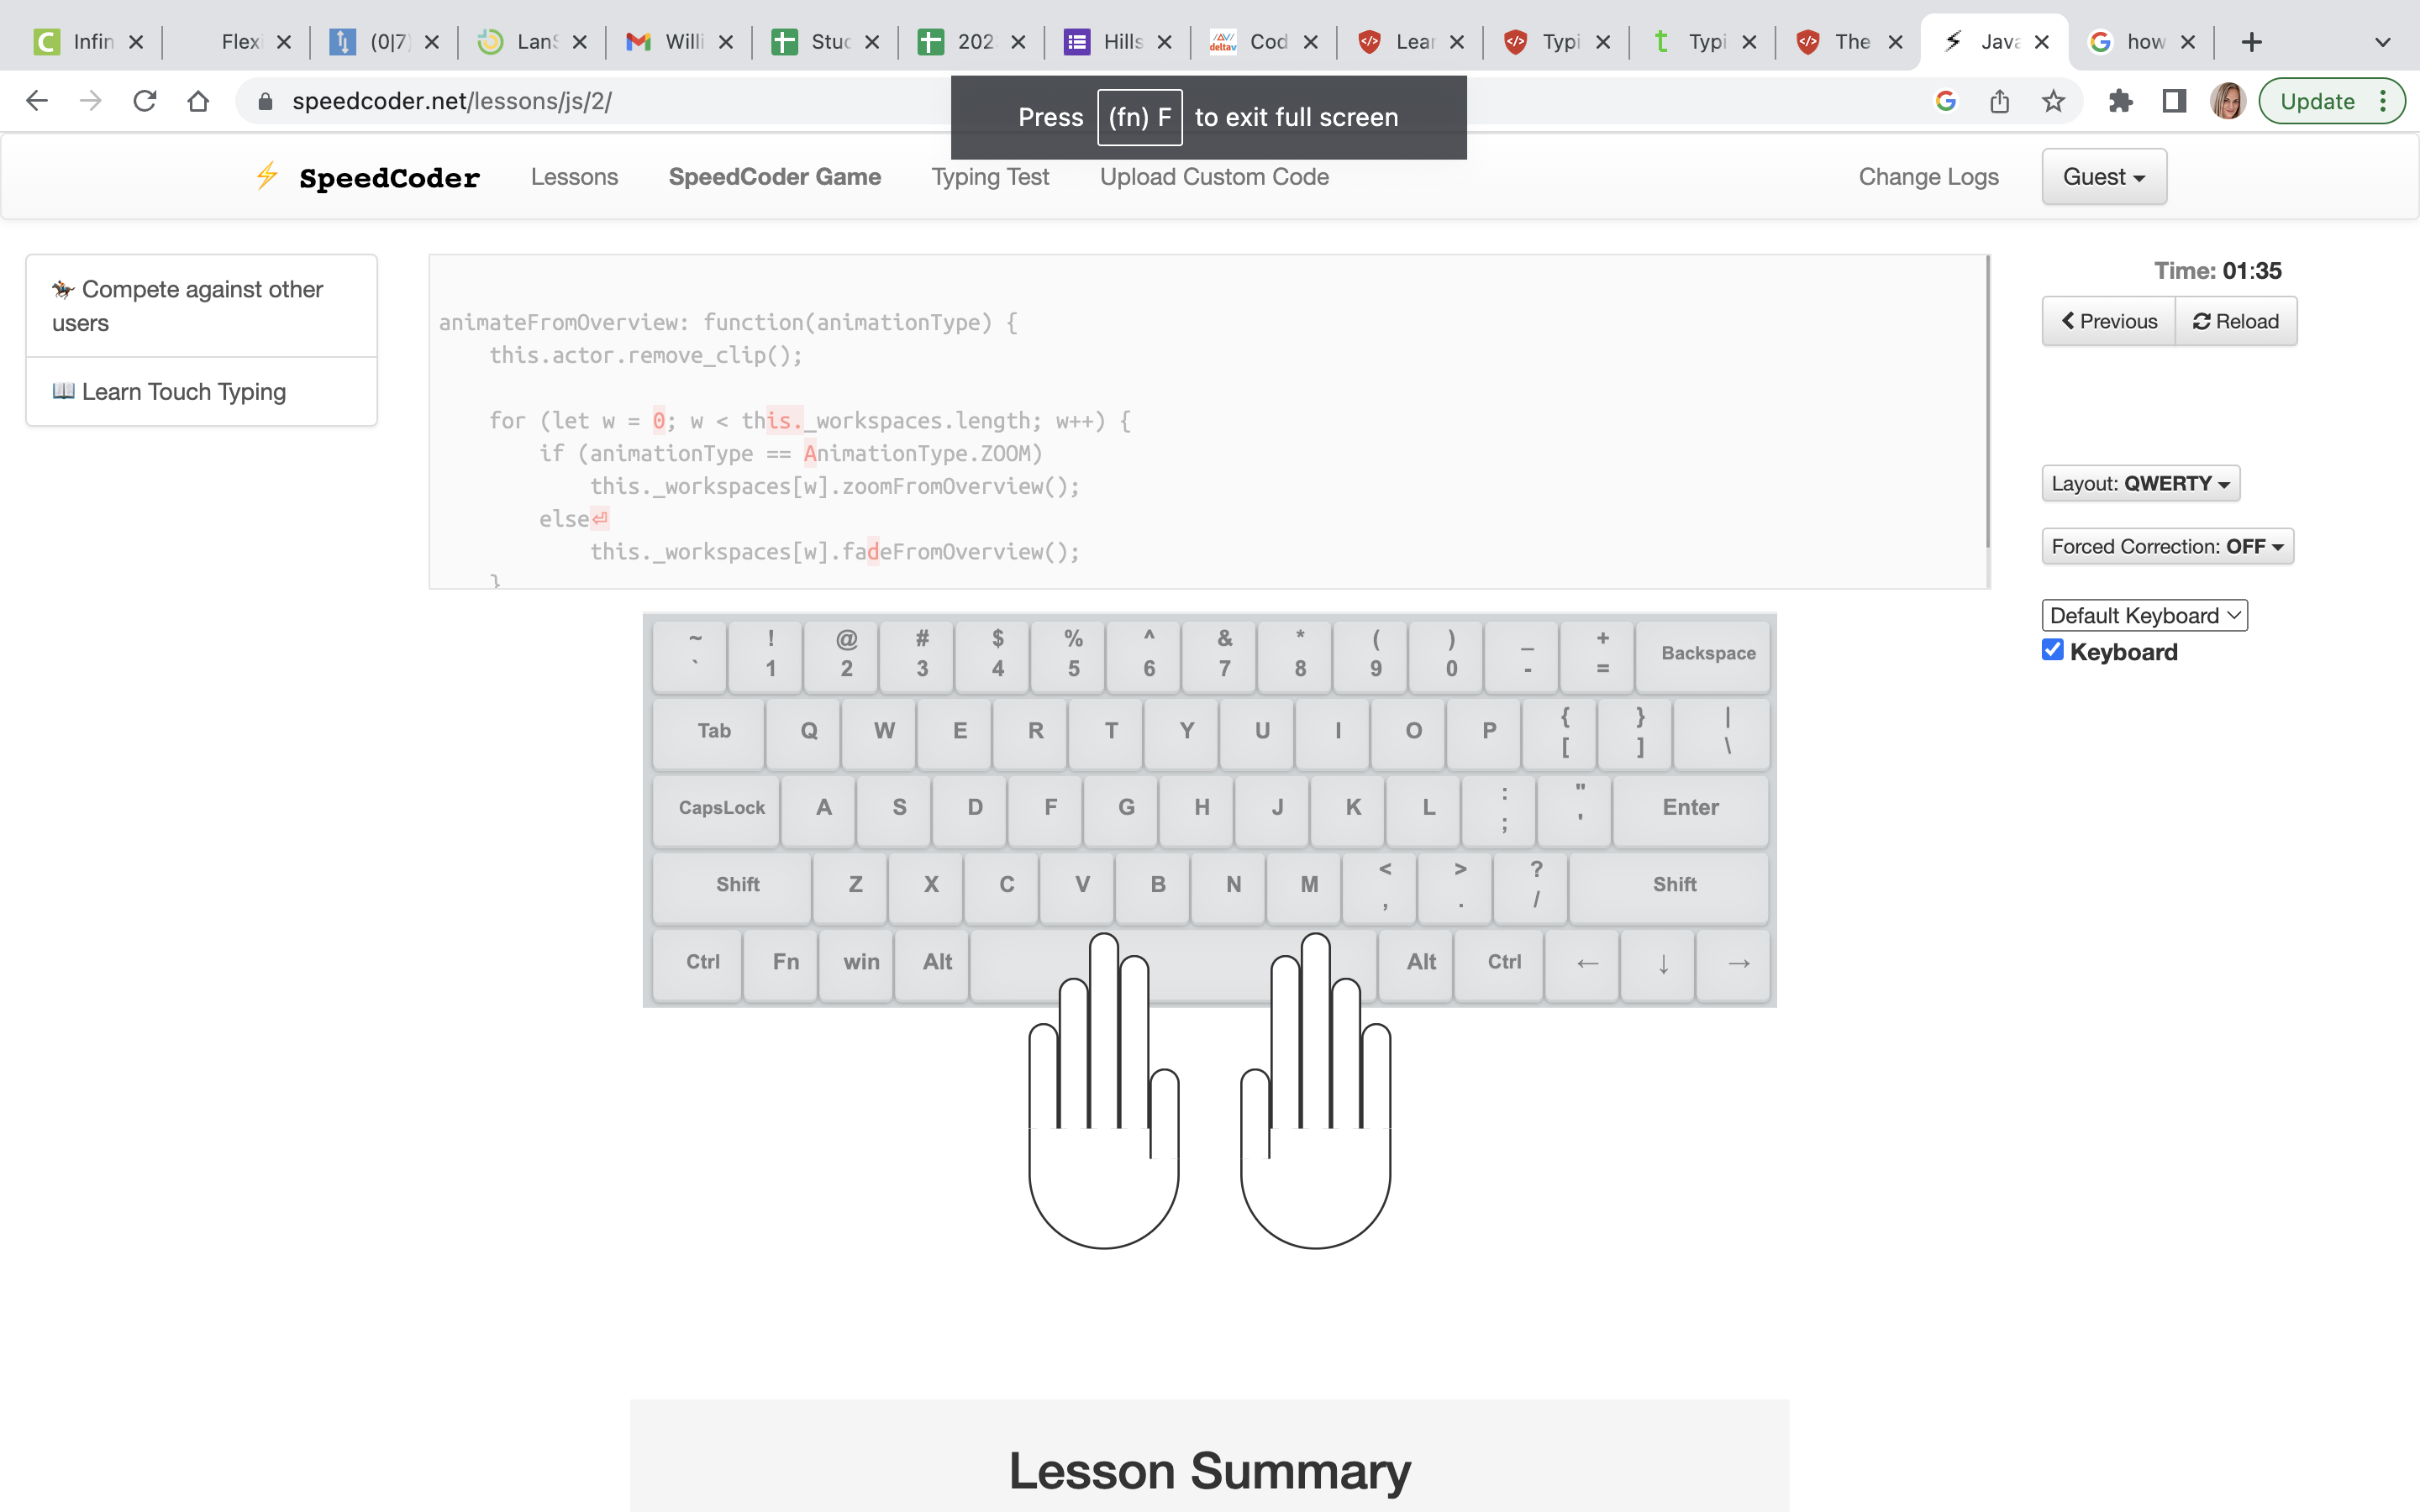 Infin
Flexi
(0|7)
LanS
Willi
Stud
202
Hills
Cod
Lear
Typi
Typi
The
Java
how
speedcoder.net/lessons/js/2/
Update
Press (fn) F to exit full screen
SpeedCoder
Lessons
SpeedCoder Game
Typing Test
Upload Custom Code
Change Logs
Guest
Compete against other
users
Learn Touch Typing
animateFromOverview: function(animationType) {
this.actor.remove_clip();
for (let w = 0; w < this._workspaces.length; w++) {
if (animationType == AnimationType.ZOOM)
this._workspaces[w].zoomFromOverview();
else⏎
this._workspaces[w].fadeFromOverview();
}
Time: 01:35
Previous
Reload
Layout: QWERTY
Forced Correction: OFF
Default Keyboard
Keyboard
~ ! @ # $ % ^ & * ( ) _ +
` 1 2 3 4 5 6 7 8 9 0 - = Backspace
Tab Q W E R T Y U I O P { [ } ] | \
CapsLock A S D F G H J K L : ; " ' Enter
Shift Z X C V B N M < , > . ? / Shift
Ctrl Fn win Alt Alt Ctrl ← ↓ →
Lesson Summary